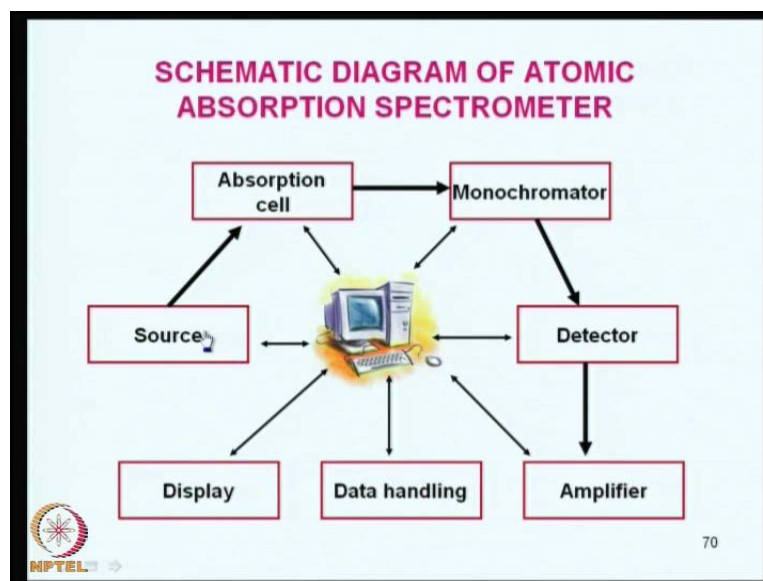 SCHEMATIC DIAGRAM OF ATOMIC
ABSORPTION SPECTROMETER
Absorption
cell
Monochromator
Source
Detector
Display
Data handling
Amplifier
70
NPTEL